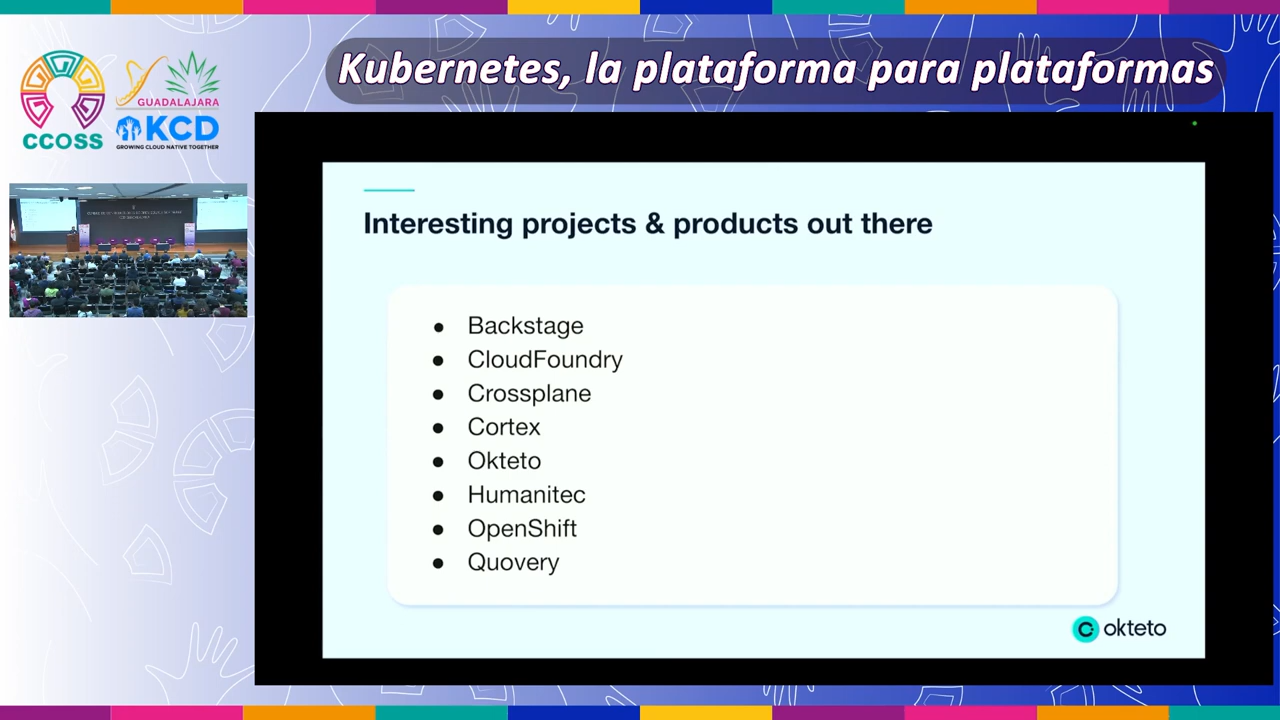 Kubernetes, la plataforma para plataformas
CCOSS
GUADALAJARA
KCD
GROWING CLOUD NATIVE TOGETHER
Interesting projects & products out there
● Backstage
● CloudFoundry
● Crossplane
● Cortex
● Okteto
● Humanitec
● OpenShift
● Quovery
okteto